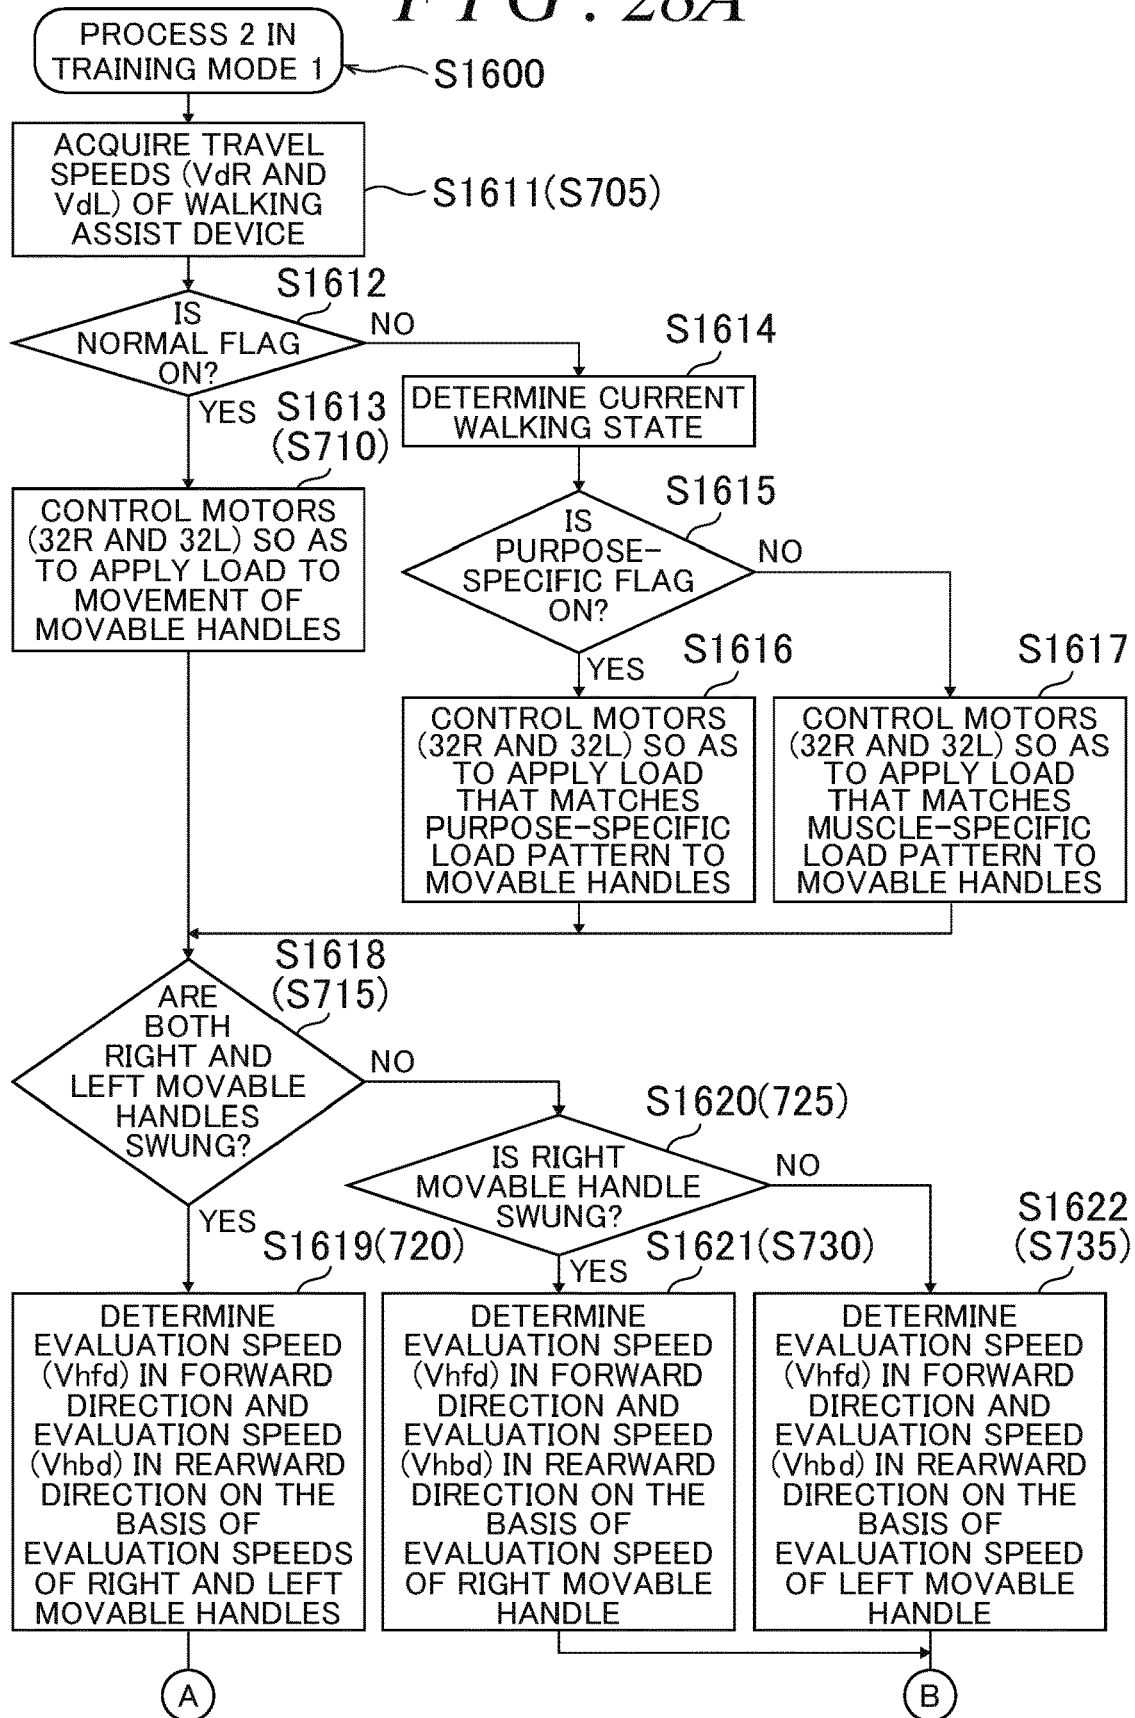 FIG. 28A
PROCESS 2 IN
TRAINING MODE 1
S1600
ACQUIRE TRAVEL
SPEEDS (VdR AND
VdL) OF WALKING
ASSIST DEVICE
S1611(S705)
S1612
IS
NORMAL FLAG
ON?
NO
YES
S1613
(S710)
CONTROL MOTORS
(32R AND 32L) SO AS
TO APPLY LOAD TO
MOVEMENT OF
MOVABLE HANDLES
S1614
DETERMINE CURRENT
WALKING STATE
S1615
IS
PURPOSE-
SPECIFIC FLAG
ON?
NO
YES
S1616
CONTROL MOTORS
(32R AND 32L) SO AS
TO APPLY LOAD
THAT MATCHES
PURPOSE-SPECIFIC
LOAD PATTERN TO
MOVABLE HANDLES
S1617
CONTROL MOTORS
(32R AND 32L) SO AS
TO APPLY LOAD
THAT MATCHES
MUSCLE-SPECIFIC
LOAD PATTERN TO
MOVABLE HANDLES
S1618
(S715)
ARE
BOTH
RIGHT AND
LEFT MOVABLE
HANDLES
SWUNG?
NO
YES
S1620(725)
IS RIGHT
MOVABLE HANDLE
SWUNG?
NO
YES
S1619(720)
DETERMINE
EVALUATION SPEED
(Vhfd) IN FORWARD
DIRECTION AND
EVALUATION SPEED
(Vhbd) IN REARWARD
DIRECTION ON THE
BASIS OF
EVALUATION SPEEDS
OF RIGHT AND LEFT
MOVABLE HANDLES
S1621(S730)
DETERMINE
EVALUATION SPEED
(Vhfd) IN FORWARD
DIRECTION AND
EVALUATION SPEED
(Vhbd) IN REARWARD
DIRECTION ON THE
BASIS OF
EVALUATION SPEED
OF RIGHT MOVABLE
HANDLE
S1622
(S735)
DETERMINE
EVALUATION SPEED
(Vhfd) IN FORWARD
DIRECTION AND
EVALUATION SPEED
(Vhbd) IN REARWARD
DIRECTION ON THE
BASIS OF
EVALUATION SPEED
OF LEFT MOVABLE
HANDLE
A
B